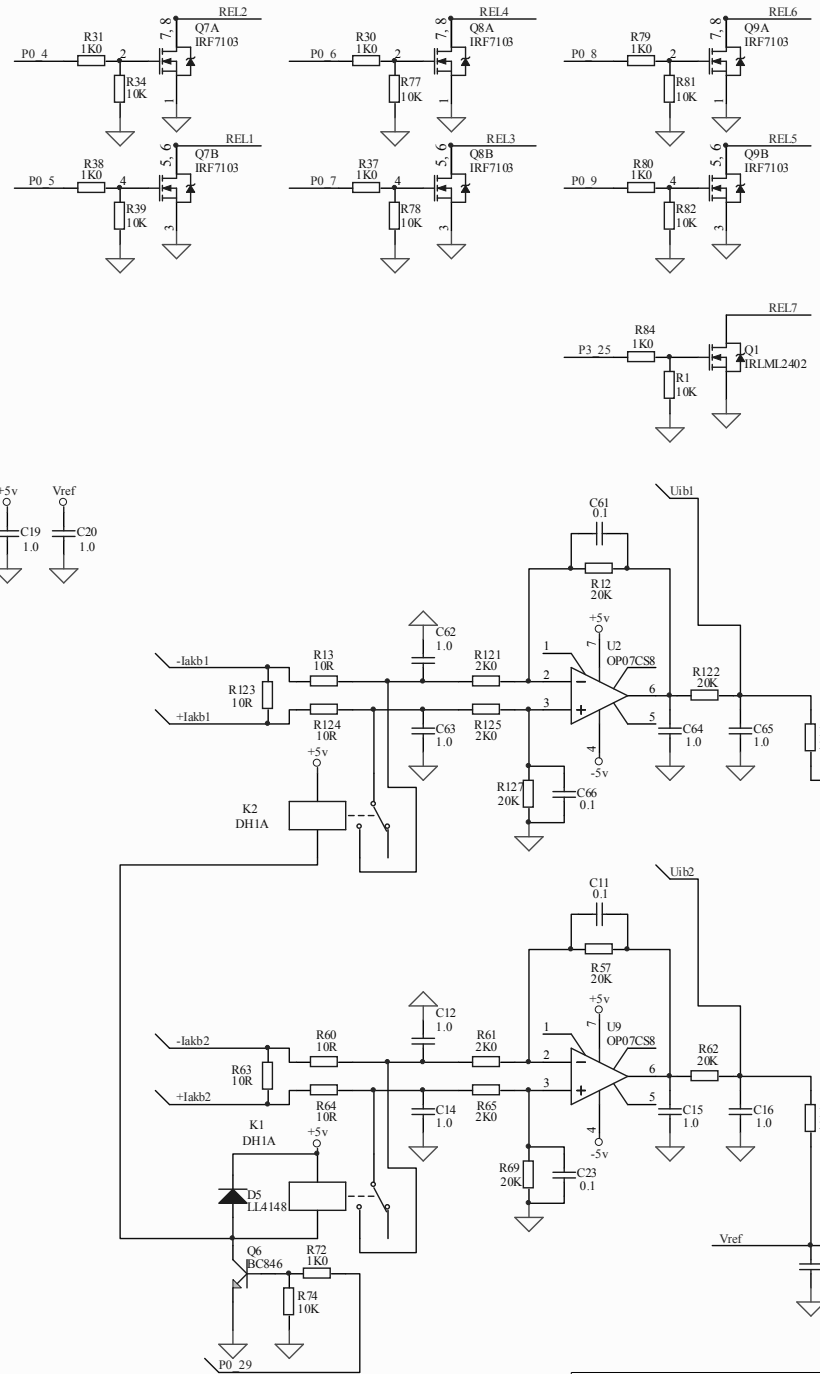 REL2
7, 8
Q7A
IRF7103
P0_4
R31
1K0
2
R34
10K
1
REL4
7, 8
Q8A
IRF7103
P0_6
R30
1K0
2
R77
10K
1
REL6
7, 8
Q9A
IRF7103
P0_8
R79
1K0
2
R81
10K
1
REL1
5, 6
Q7B
IRF7103
P0_5
R38
1K0
4
R39
10K
3
REL3
5, 6
Q8B
IRF7103
P0_7
R37
1K0
4
R78
10K
3
REL5
5, 6
Q9B
IRF7103
P0_9
R80
1K0
4
R82
10K
3
REL7
R84
1K0
P3_25
Q1
IRLML2402
R1
10K
+5v
C19
1.0
Vref
C20
1.0
Uib1
C61
0.1
R12
20K
+5v
7
U2
OP07CS8
C62
1.0
1
-Iakb1
R13
10R
R121
2K0
2
R123
10R
6
R122
20K
+Iakb1
R124
10R
C63
1.0
R125
2K0
3
5
C64
1.0
C65
1.0
4
-5v
+5v
R127
20K
C66
0.1
K2
DH1A
Uib2
C11
0.1
R57
20K
+5v
7
U9
OP07CS8
C12
1.0
1
-Iakb2
R60
10R
R61
2K0
2
R63
10R
6
R62
20K
+Iakb2
R64
10R
C14
1.0
R65
2K0
3
5
C15
1.0
C16
1.0
4
-5v
K1
DH1A
+5v
R69
20K
C23
0.1
D5
LL4148
Vref
Q6
BC846
R72
1K0
R74
10K
P0_29